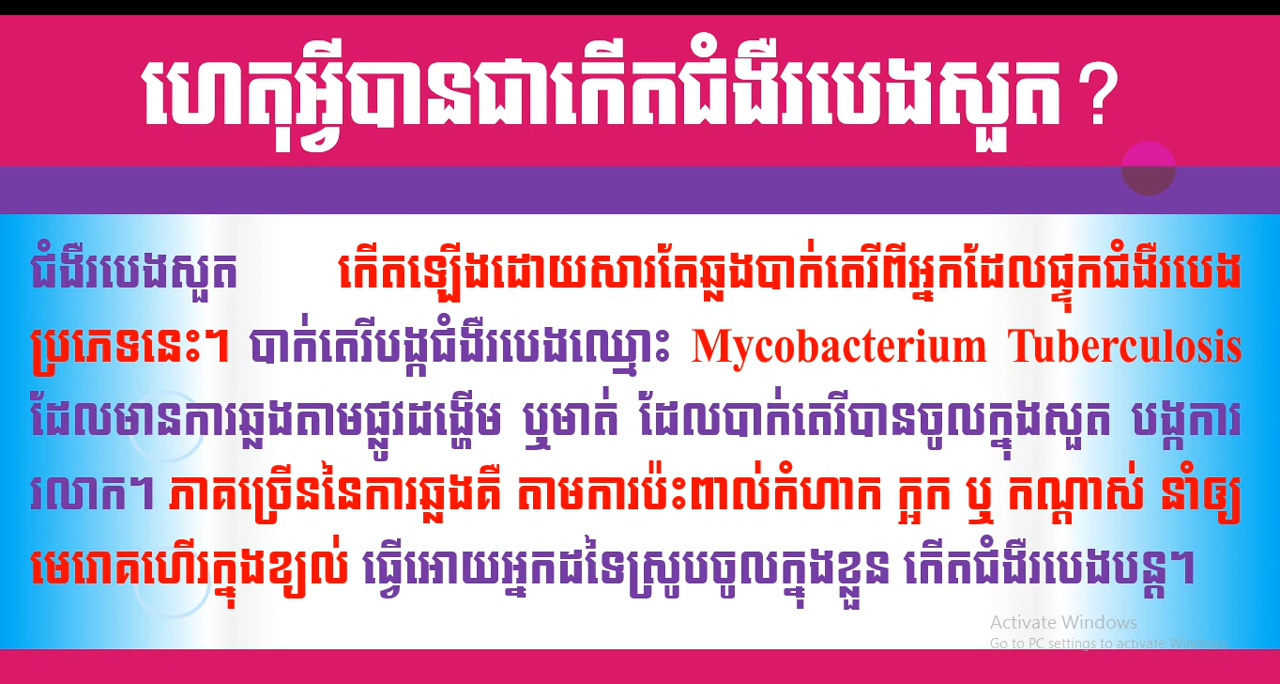 ហេតុអ្វីបានជាកើតជំងឺរបេងសួត ?
ជំងឺរបេងសួត កើតឡើងដោយសារតែឆ្លងបាក់តេរីពីអ្នកដែលផ្ទុកជំងឺរបេង
ប្រភេទនេះ។ បាក់តេរីបង្កជំងឺរបេងឈ្មោះ Mycobacterium Tuberculosis
ដែលមានការឆ្លងតាមផ្លូវដង្ហើម ឬមាត់ ដែលបាក់តេរីបានចូលក្នុងសួត បង្កការ
រលាក។ ភាគច្រើននៃការឆ្លងគឺ តាមការប៉ះពាល់កំហាក ក្អក ឬ កណ្តាស់ នាំឲ្យ
មេរោគហើរក្នុងខ្យល់ ធ្វើអោយអ្នកដទៃស្រូបចូលក្នុងខ្លួន កើតជំងឺរបេងបន្ត។
Activate Windows
Go to PC settings to activate Windows.